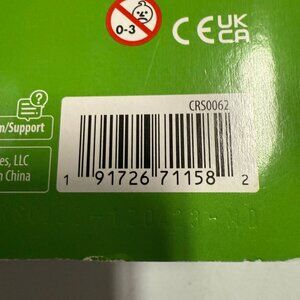 0-3
CE UK
CA
CRS0062
m/Support
es, LLC
China
1 91726 71158 2